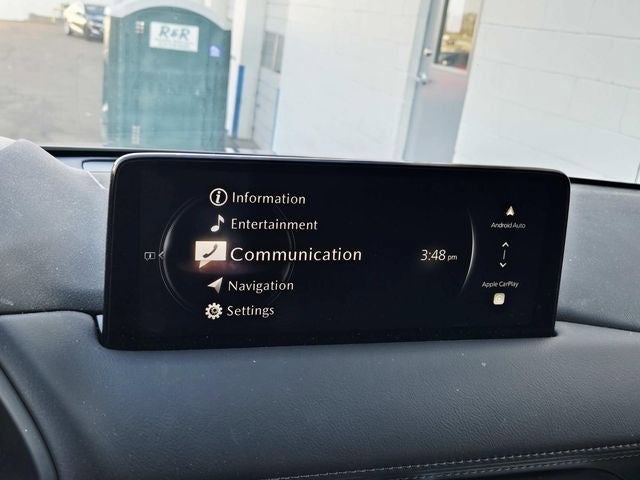 R&R
Information
Entertainment
Communication
Navigation
Settings
3:48 pm
Android Auto
Apple CarPlay